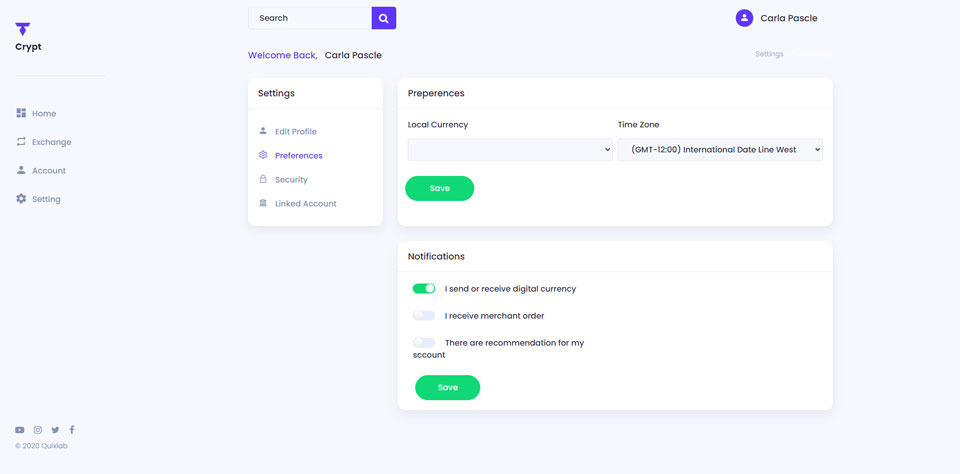 Crypt
Home
Exchange
Account
Setting
© 2020 Quixlab
Search
Carla Pascle
Welcome Back, Carla Pascle
Settings
Settings
Edit Profile
Preferences
Security
Linked Account
Preperences
Local Currency
Time Zone
(GMT-12:00) International Date Line West
Save
Notifications
I send or receive digital currency
I receive merchant order
There are recommendation for my
sccount
Save